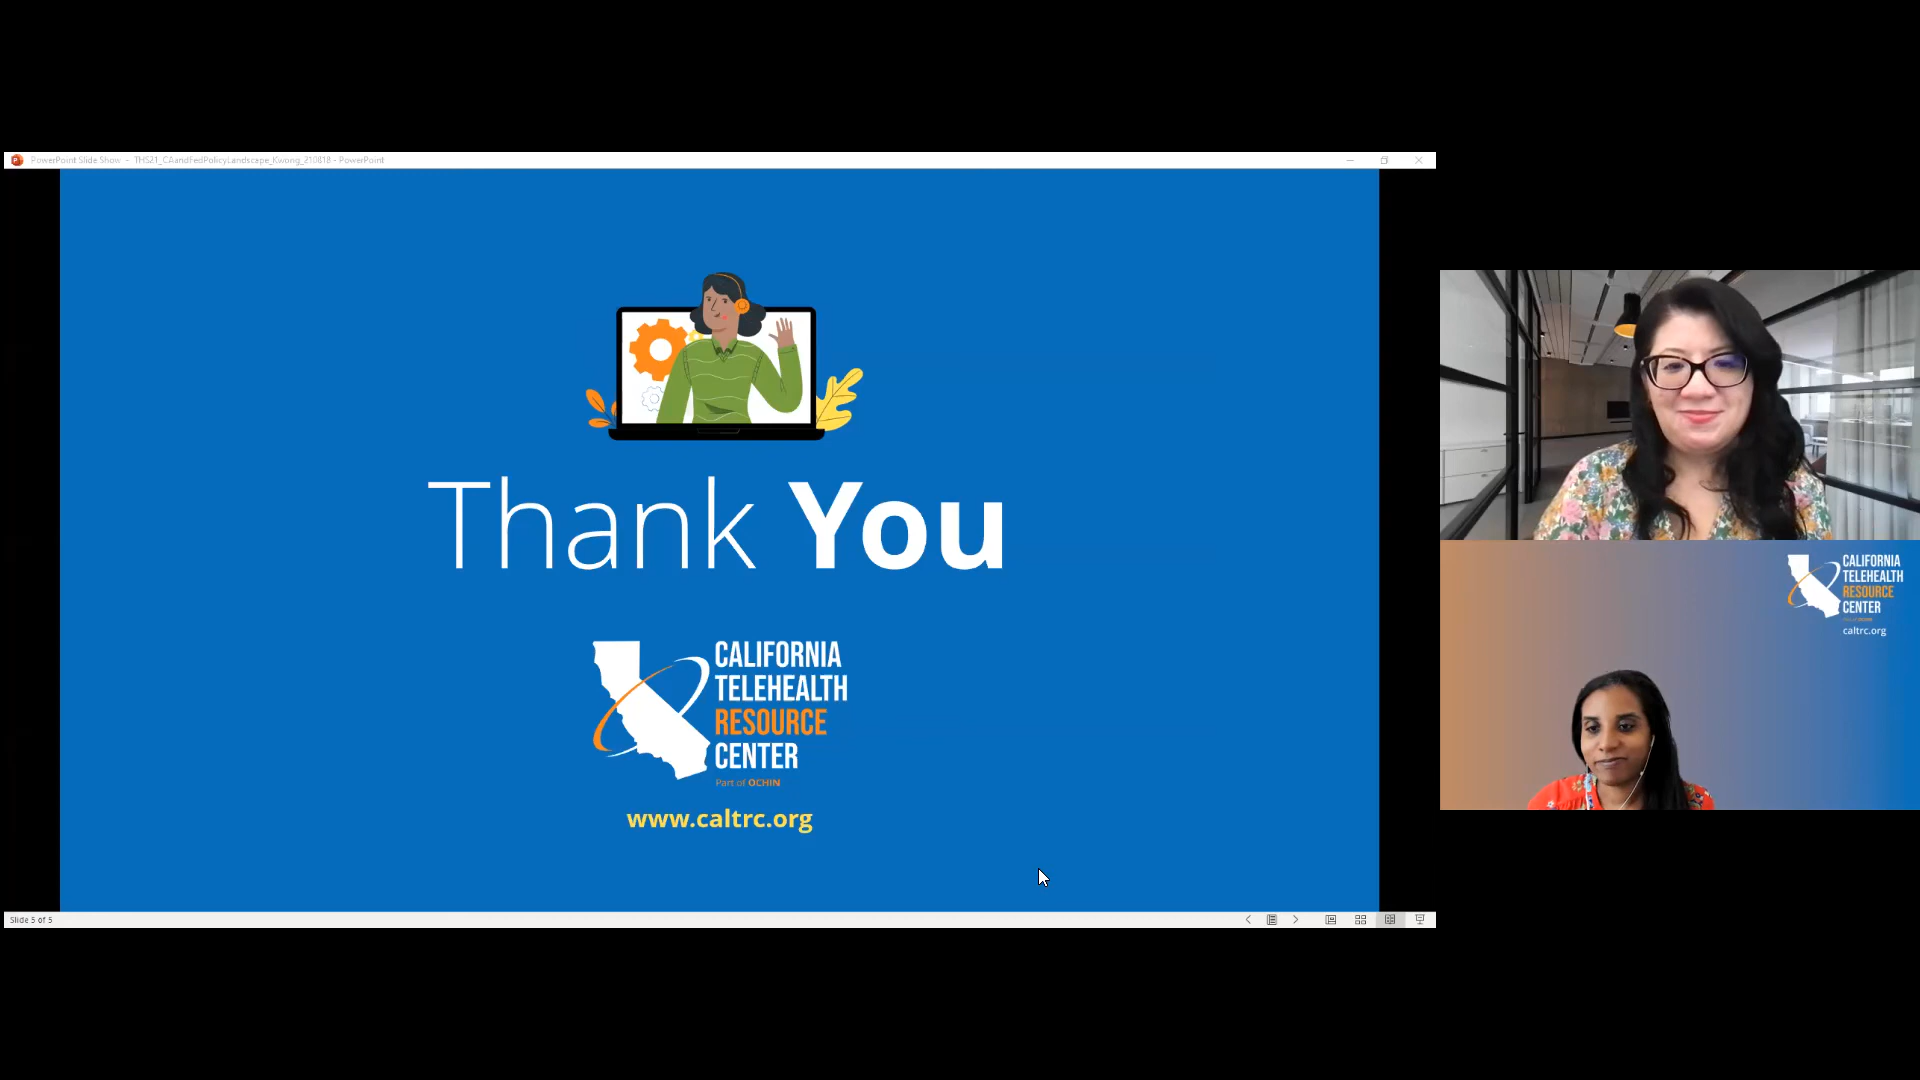 PowerPoint Slide Show - THS21_CAandFedPolicyLandscape_Kwong_210818 - PowerPoint
Thank You
CALIFORNIA
TELEHEALTH
RESOURCE
CENTER
Part of OCHIN
www.caltrc.org
Slide 5 of 5
CALIFORNIA
TELEHEALTH
RESOURCE
CENTER
caltrc.org